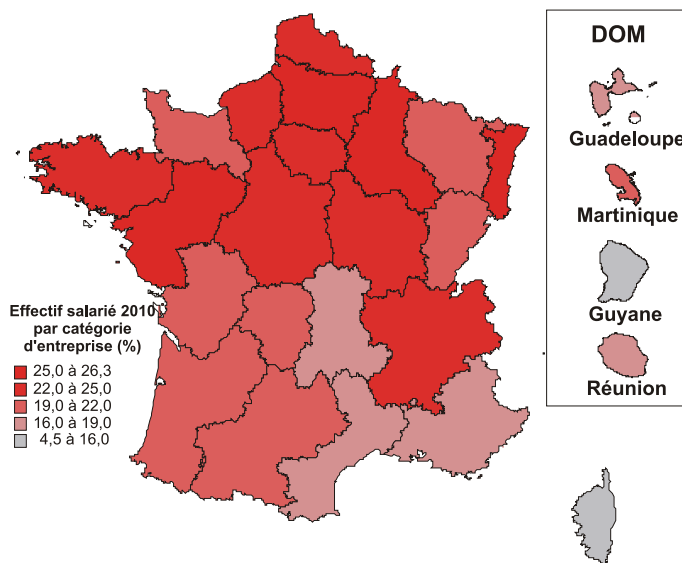 DOM
Guadeloupe
Martinique
Guyane
Réunion
Effectif salarié 2010
par catégorie
d'entreprise (%)
25,0 à 26,3
22,0 à 25,0
19,0 à 22,0
16,0 à 19,0
4,5 à 16,0